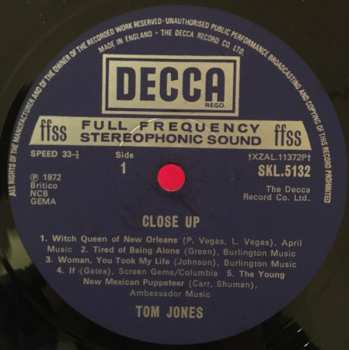 ALL RIGHTS OF THE MANUFACTURER AND OF THE OWNER OF THE RECORDED WORK RESERVED·UNAUTHORISED PUBLIC PERFORMANCE BROADCASTING AND COPYING OF THIS RECORD PROHIBITED
MADE IN ENGLAND · THE DECCA RECORD CO LTD.
DECCA
REGD.
ffss
FULL FREQUENCY
STEREOPHONIC SOUND
ffss
SPEED 33-⅓
Side
1
†XZAL.11372P†
SKL.5132
℗ 1972
Britico
NCB
GEMA
The Decca
Record Co. Ltd.
CLOSE UP
1. Witch Queen of New Orleans (P. Vegas, L. Vegas), April
Music 2. Tired of Being Alone (Green), Burlington Music
3. Woman, You Took My Life (Johnson), Burlington Music
4. If (Gates), Screen Gems/Columbia 5. The Young
New Mexican Puppeteer (Carr, Shuman),
Ambassador Music
TOM JONES